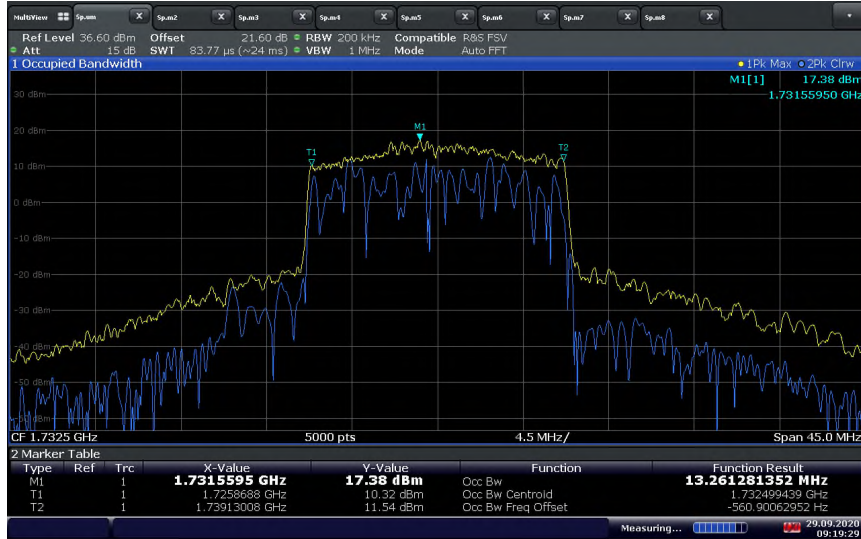 MultiView Sp.um X Sp.m2 X Sp.m3 X Sp.m4 X Sp.m5 X Sp.m6 X Sp.m7 X Sp.m8 X
Ref Level 36.60 dBm Offset 21.60 dB RBW 200 kHz Compatible R&S FSV
Att 15 dB SWT 83.77 µs (~24 ms) VBW 1 MHz Mode Auto FFT
1 Occupied Bandwidth 1Pk Max 2Pk Clrw
M1[1] 17.38 dBm
1.73155950 GHz
30 dBm
20 dBm
M1
T1
T2
10 dBm
0 dBm
-10 dBm
-20 dBm
-30 dBm
-40 dBm
-50 dBm
CF 1.7325 GHz 5000 pts 4.5 MHz/ Span 45.0 MHz
2 Marker Table
Type Ref Trc X-Value Y-Value Function Function Result
M1 1 1.7315595 GHz 17.38 dBm Occ Bw 13.261281352 MHz
T1 1 1.7258688 GHz 10.32 dBm Occ Bw Centroid 1.732499439 GHz
T2 1 1.73913008 GHz 11.54 dBm Occ Bw Freq Offset -560.90062952 Hz
Measuring... 29.09.2020
09:19:29